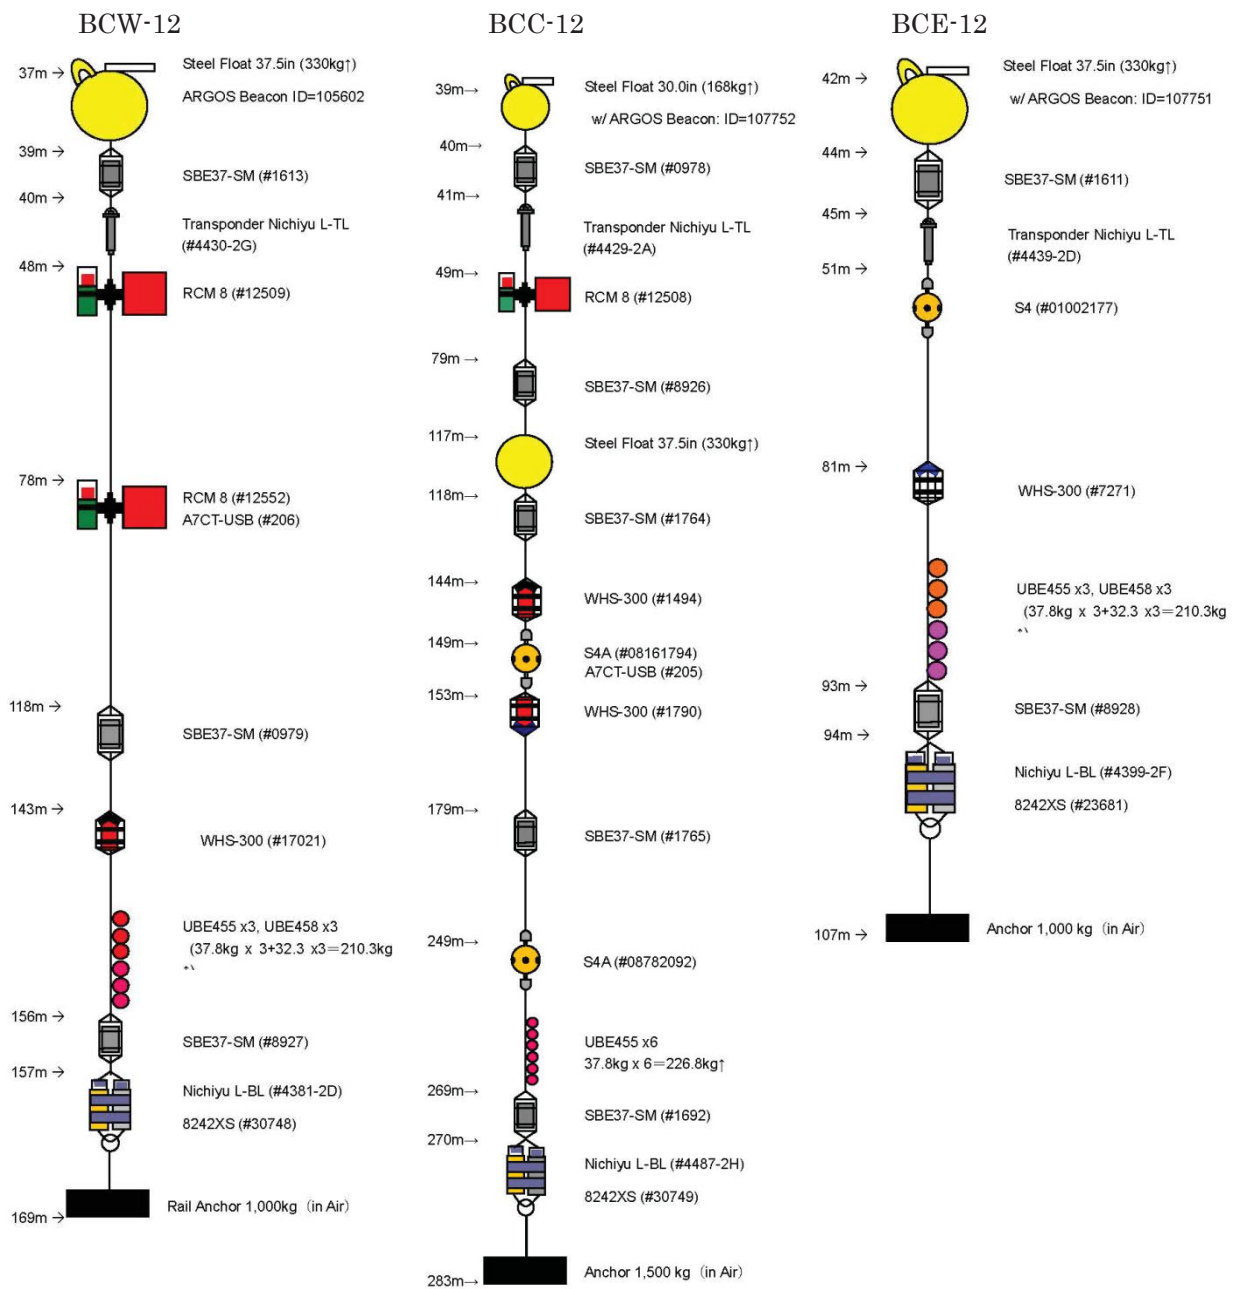 BCW-12
37m →
Steel Float 37.5in (330kg↑)
ARGOS Beacon ID=105602
39m →
SBE37-SM (#1613)
40m →
Transponder Nichiyu L-TL
(#4430-2G)
48m →
RCM 8 (#12509)
78m →
RCM 8 (#12552)
A7CT-USB (#206)
118m →
SBE37-SM (#0979)
143m →
WHS-300 (#17021)
UBE455 x3, UBE458 x3
(37.8kg x 3+32.3 x3=210.3kg
156m →
SBE37-SM (#8927)
157m →
Nichiyu L-BL (#4381-2D)
8242XS (#30748)
Rail Anchor 1,000kg (in Air)
169m →
BCC-12
39m→
Steel Float 30.0in (168kg↑)
w/ ARGOS Beacon: ID=107752
40m→
SBE37-SM (#0978)
41m→
Transponder Nichiyu L-TL
(#4429-2A)
49m→
RCM 8 (#12508)
79m →
SBE37-SM (#8926)
117m→
Steel Float 37.5in (330kg↑)
118m→
SBE37-SM (#1764)
144m→
WHS-300 (#1494)
149m→
S4A (#08161794)
A7CT-USB (#205)
153m→
WHS-300 (#1790)
179m→
SBE37-SM (#1765)
249m→
S4A (#08782092)
UBE455 x6
37.8kg x 6=226.8kg↑
269m→
SBE37-SM (#1692)
270m→
Nichiyu L-BL (#4487-2H)
8242XS (#30749)
Anchor 1,500 kg (in Air)
283m→
BCE-12
42m →
Steel Float 37.5in (330kg↑)
w/ ARGOS Beacon: ID=107751
44m →
SBE37-SM (#1611)
45m →
Transponder Nichiyu L-TL
(#4439-2D)
51m →
S4 (#01002177)
81m →
WHS-300 (#7271)
UBE455 x3, UBE458 x3
(37.8kg x 3+32.3 x3=210.3kg
93m →
SBE37-SM (#8928)
94m →
Nichiyu L-BL (#4399-2F)
8242XS (#23681)
Anchor 1,000 kg (in Air)
107m →